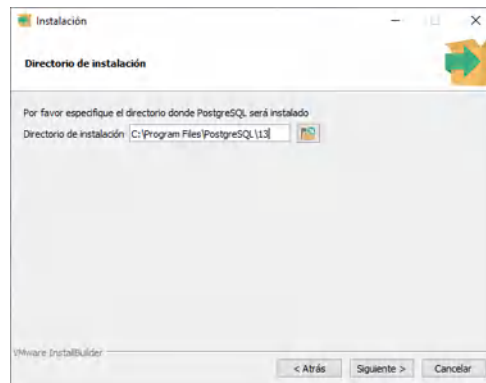 Instalación
Directorio de instalación
Por favor especifique el directorio donde PostgreSQL será instalado
Directorio de instalación C:\Program Files\PostgreSQL\13
VMware InstallBuilder
< Atrás Siguiente > Cancelar